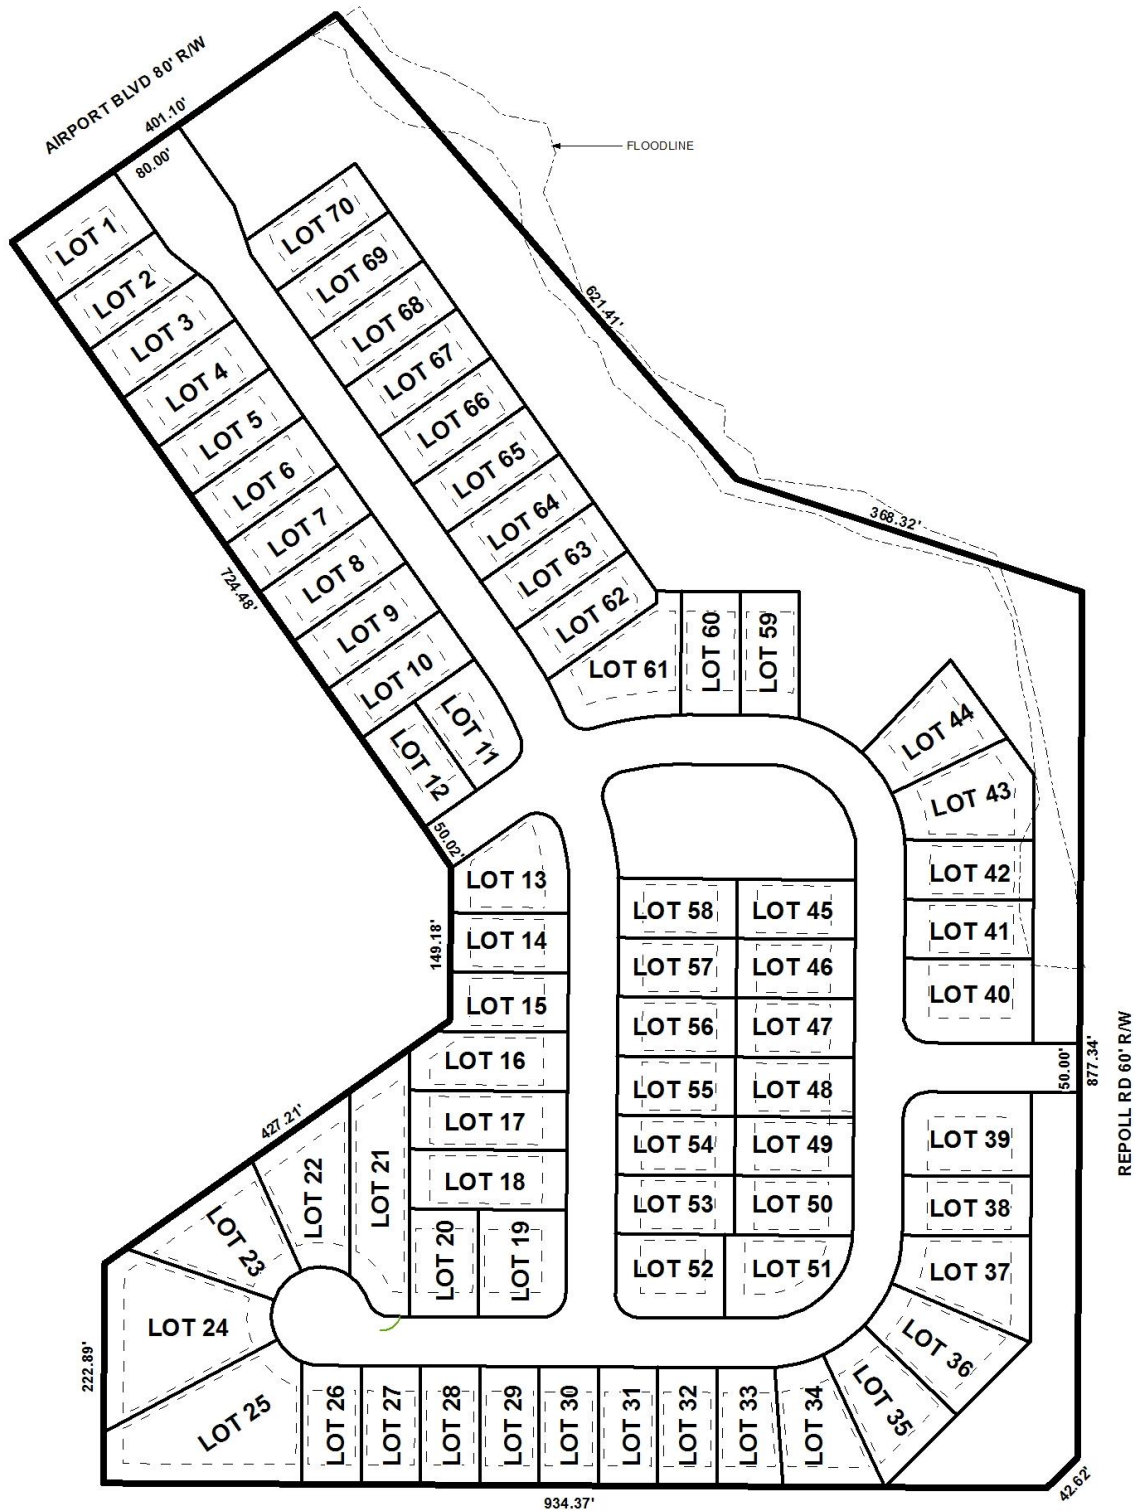 AIRPORT BLVD 80' R/W
401.10'
80.00'
FLOODLINE
LOT 1
LOT 2
LOT 3
LOT 4
LOT 5
LOT 6
LOT 7
LOT 8
LOT 9
LOT 10
LOT 11
LOT 12
LOT 70
LOT 69
LOT 68
LOT 67
LOT 66
LOT 65
LOT 64
LOT 63
LOT 62
LOT 61
LOT 60
LOT 59
621.41'
368.32'
724.48'
50.02'
149.18'
427.21'
222.89'
934.37'
42.62'
877.34'
50.00'
REPOLL RD 60' R/W
LOT 44
LOT 43
LOT 42
LOT 41
LOT 40
LOT 39
LOT 38
LOT 37
LOT 36
LOT 35
LOT 34
LOT 33
LOT 32
LOT 31
LOT 30
LOT 29
LOT 28
LOT 27
LOT 26
LOT 25
LOT 24
LOT 23
LOT 22
LOT 21
LOT 20
LOT 19
LOT 18
LOT 17
LOT 16
LOT 15
LOT 14
LOT 13
LOT 58
LOT 45
LOT 57
LOT 46
LOT 56
LOT 47
LOT 55
LOT 48
LOT 54
LOT 49
LOT 53
LOT 50
LOT 52
LOT 51